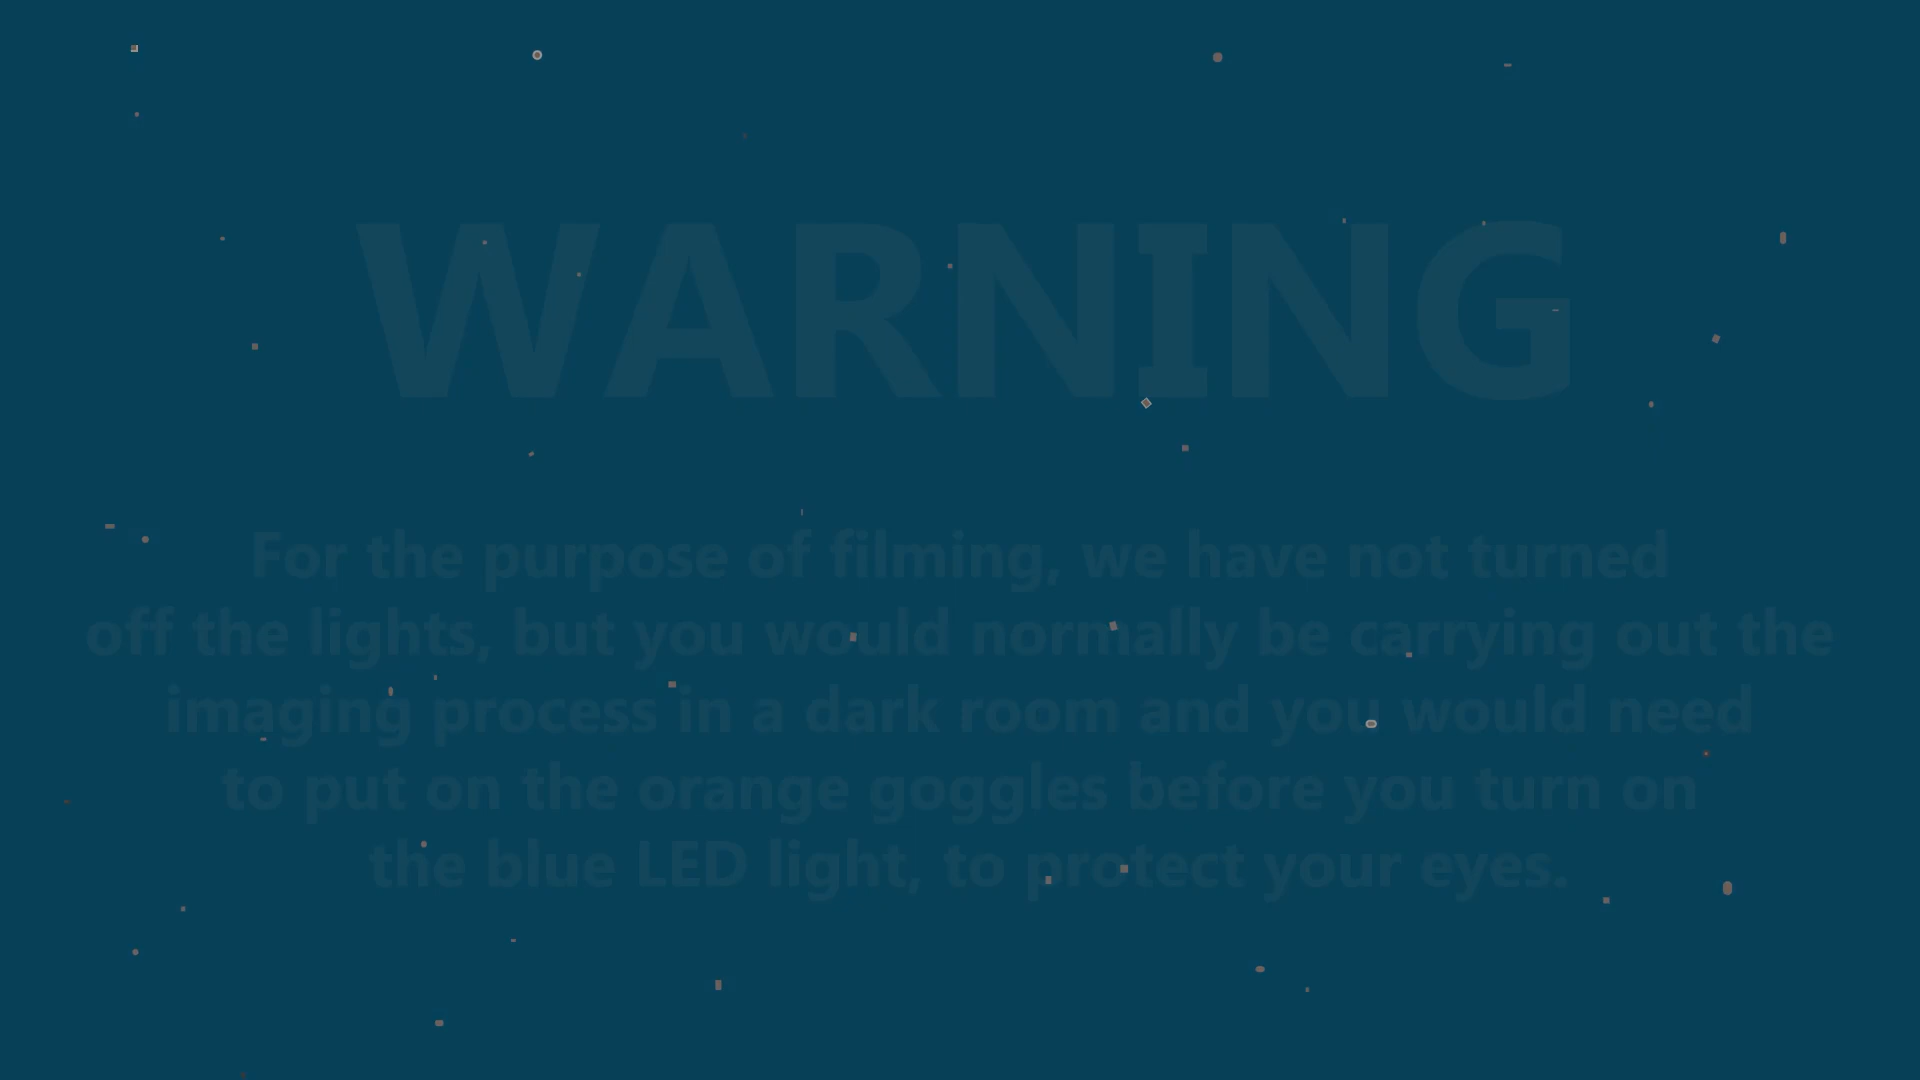 WARNING
For the purpose of filming, we have not turned
off the lights, but you would normally be carrying out the
imaging process in a dark room and you would need
to put on the orange goggles before you turn on
the blue LED light, to protect your eyes.